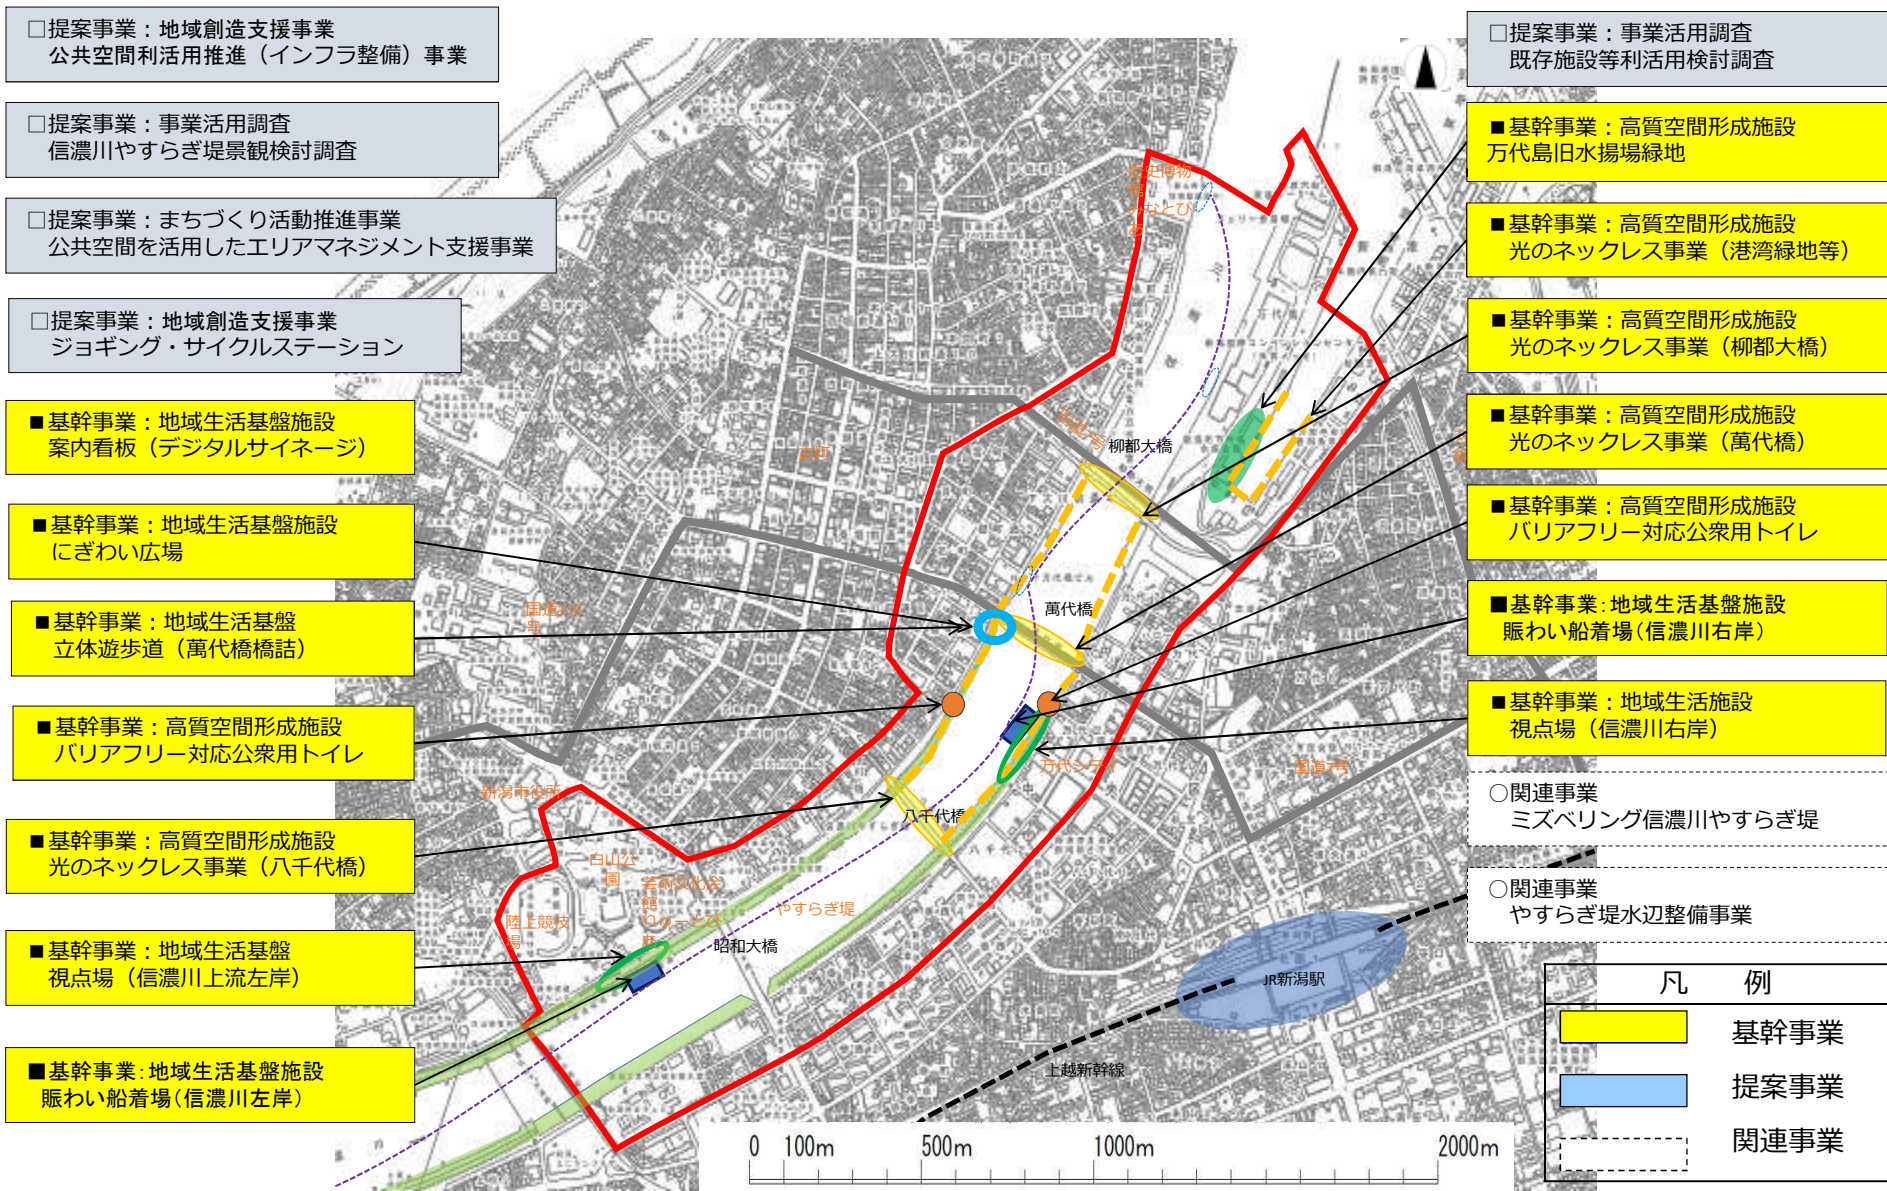 □提案事業：地域創造支援事業
公共空間利活用推進（インフラ整備）事業
□提案事業：事業活用調査
信濃川やすらぎ堤景観検討調査
□提案事業：まちづくり活動推進事業
公共空間を活用したエリアマネジメント支援事業
□提案事業：地域創造支援事業
ジョギング・サイクルステーション
■基幹事業：地域生活基盤施設
案内看板（デジタルサイネージ）
■基幹事業：地域生活基盤施設
にぎわい広場
■基幹事業：地域生活基盤
立体遊歩道（萬代橋橋詰）
■基幹事業：高質空間形成施設
バリアフリー対応公衆用トイレ
■基幹事業：高質空間形成施設
光のネックレス事業（八千代橋）
■基幹事業：地域生活基盤
視点場（信濃川上流左岸）
■基幹事業：地域生活基盤施設
賑わい船着場（信濃川左岸）
□提案事業：事業活用調査
既存施設等利活用検討調査
■基幹事業：高質空間形成施設
万代島旧水揚場緑地
■基幹事業：高質空間形成施設
光のネックレス事業（港湾緑地等）
■基幹事業：高質空間形成施設
光のネックレス事業（柳都大橋）
■基幹事業：高質空間形成施設
光のネックレス事業（萬代橋）
■基幹事業：高質空間形成施設
バリアフリー対応公衆用トイレ
■基幹事業：地域生活基盤施設
賑わい船着場（信濃川右岸）
■基幹事業：地域生活施設
視点場（信濃川右岸）
○関連事業
ミズベリング信濃川やすらぎ堤
○関連事業
やすらぎ堤水辺整備事業
凡　例
基幹事業
提案事業
関連事業
柳都大橋
萬代橋
万代シテイ
国道7号
八千代橋
新潟市役所
白山公
園
芸術文化会
館
りゅーとぴ
陸上競技
場
やすらぎ堤
昭和大橋
JR新潟駅
上越新幹線
0 100m 500m 1000m 2000m